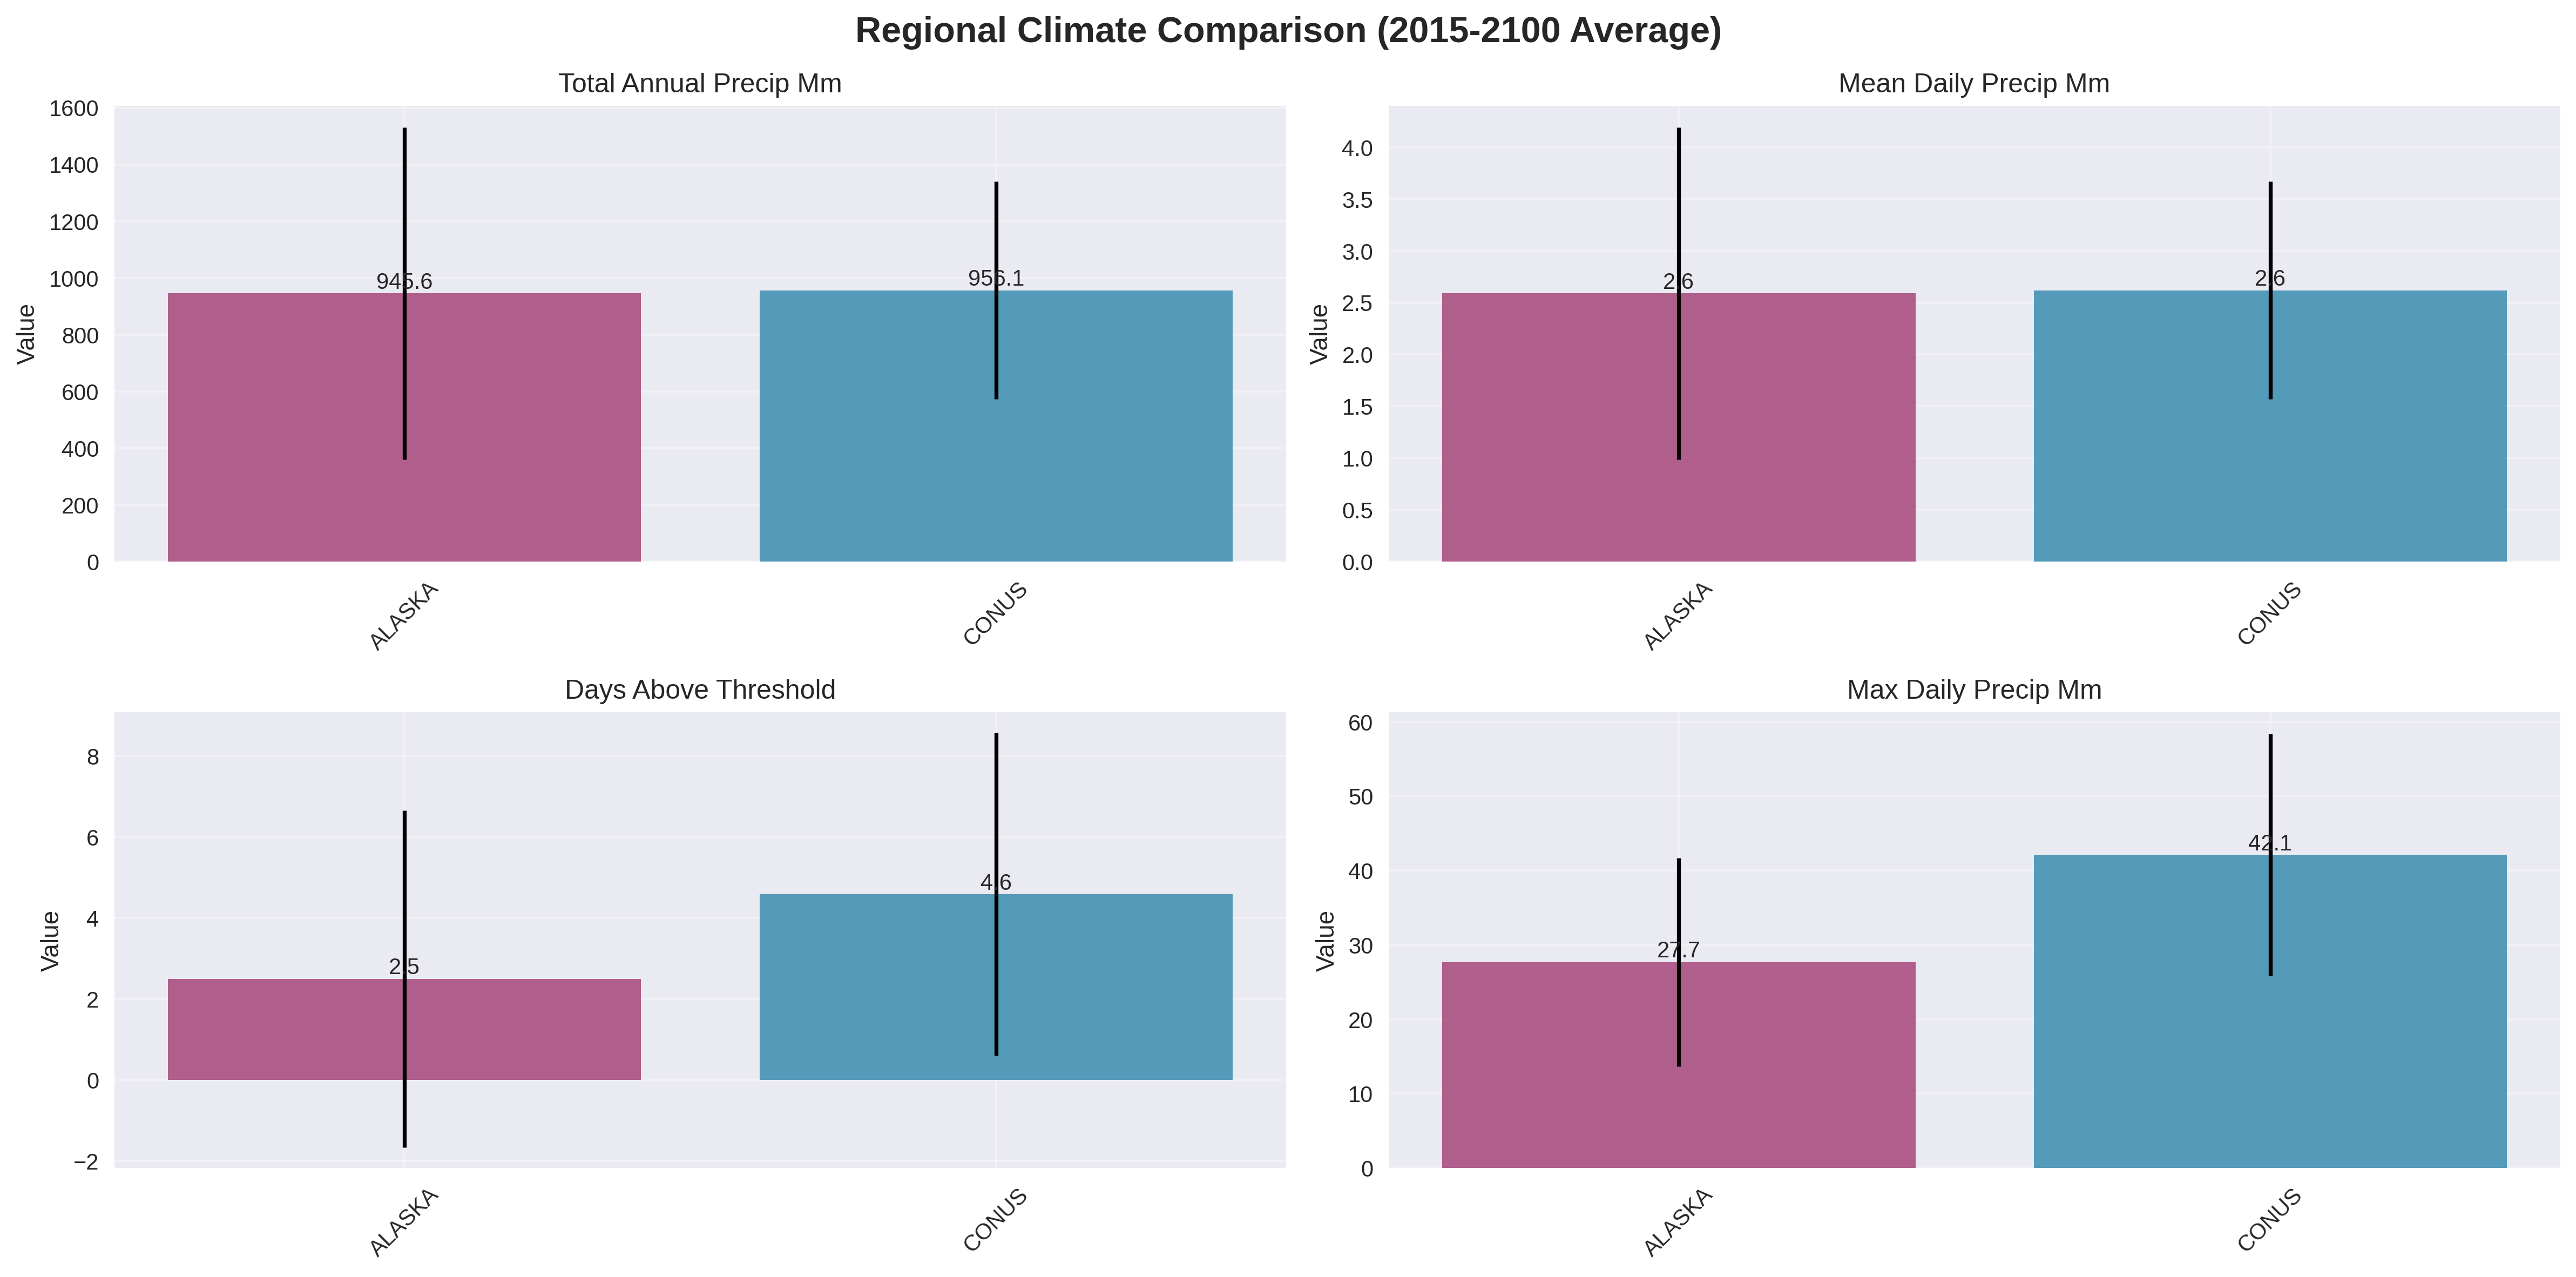 Regional Climate Comparison (2015-2100 Average)
Total Annual Precip Mm
Value
1600
1400
1200
1000
800
600
400
200
0
945.6
956.1
ALASKA
CONUS
Mean Daily Precip Mm
Value
4.0
3.5
3.0
2.5
2.0
1.5
1.0
0.5
0.0
2.6
2.6
ALASKA
CONUS
Days Above Threshold
Value
8
6
4
2
0
−2
2.5
4.6
ALASKA
CONUS
Max Daily Precip Mm
Value
60
50
40
30
20
10
0
27.7
42.1
ALASKA
CONUS